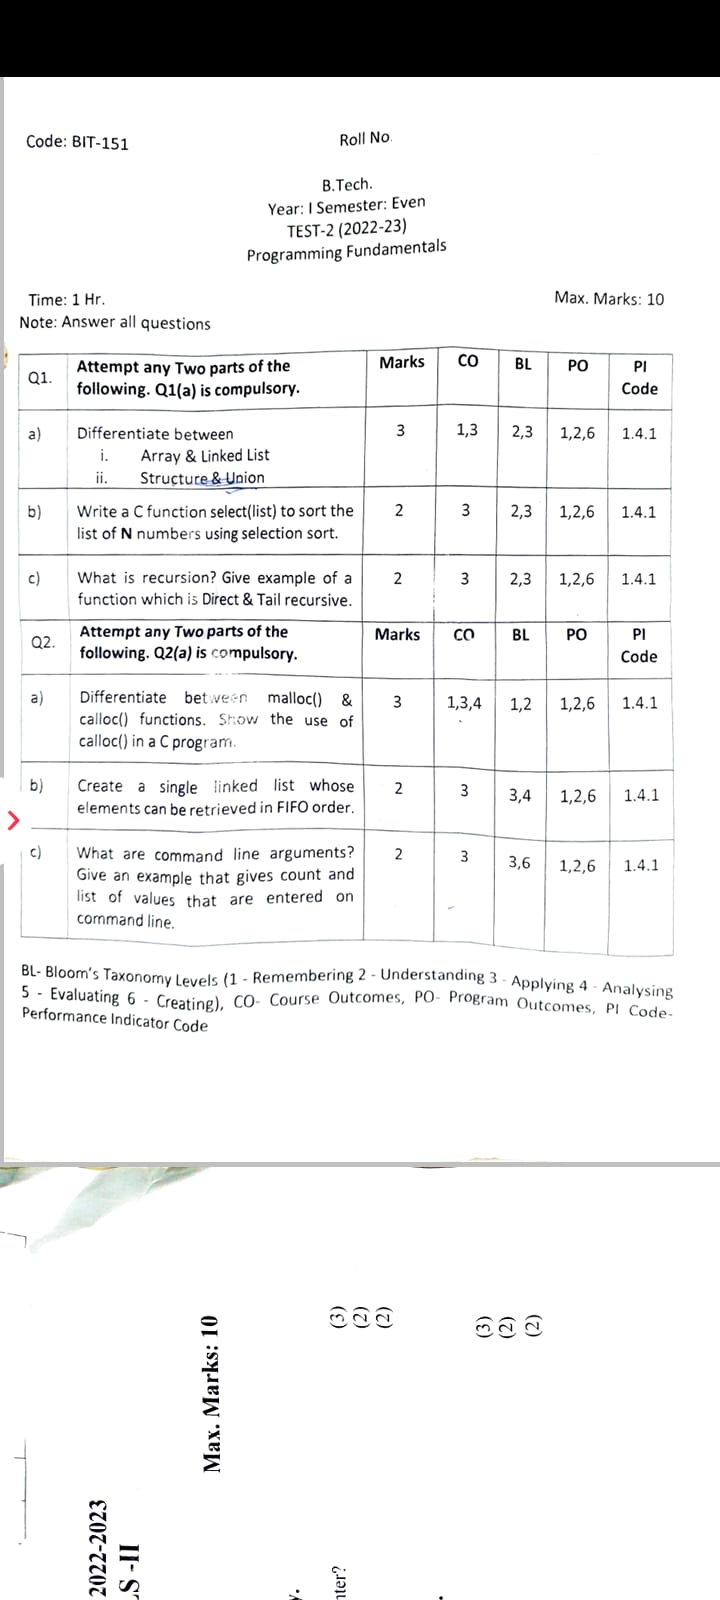 Code: BIT-151
Roll No.
B.Tech.
Year: I Semester: Even
TEST-2 (2022-23)
Programming Fundamentals
Time: 1 Hr.
Max. Marks: 10
Note: Answer all questions
Q1. Attempt any Two parts of the Marks CO BL PO PI
following. Q1(a) is compulsory. Code
a) Differentiate between 3 1,3 2,3 1,2,6 1.4.1
i. Array & Linked List
ii. Structure & Union
b) Write a C function select(list) to sort the 2 3 2,3 1,2,6 1.4.1
list of N numbers using selection sort.
c) What is recursion? Give example of a 2 3 2,3 1,2,6 1.4.1
function which is Direct & Tail recursive.
Q2. Attempt any Two parts of the Marks CO BL PO PI
following. Q2(a) is compulsory. Code
a) Differentiate between malloc() & 3 1,3,4 1,2 1,2,6 1.4.1
calloc() functions. Show the use of
calloc() in a C program.
b) Create a single linked list whose 2 3 3,4 1,2,6 1.4.1
elements can be retrieved in FIFO order.
c) What are command line arguments? 2 3 3,6 1,2,6 1.4.1
Give an example that gives count and
list of values that are entered on
command line.
BL- Bloom's Taxonomy Levels (1 - Remembering 2 - Understanding 3 - Applying 4 - Analysing
5 - Evaluating 6 - Creating), CO- Course Outcomes, PO- Program Outcomes, PI Code-
Performance Indicator Code
2022-2023
LS -II
Max. Marks: 10
(3)
(2)
(2)
nter?
(3)
(2)
(2)